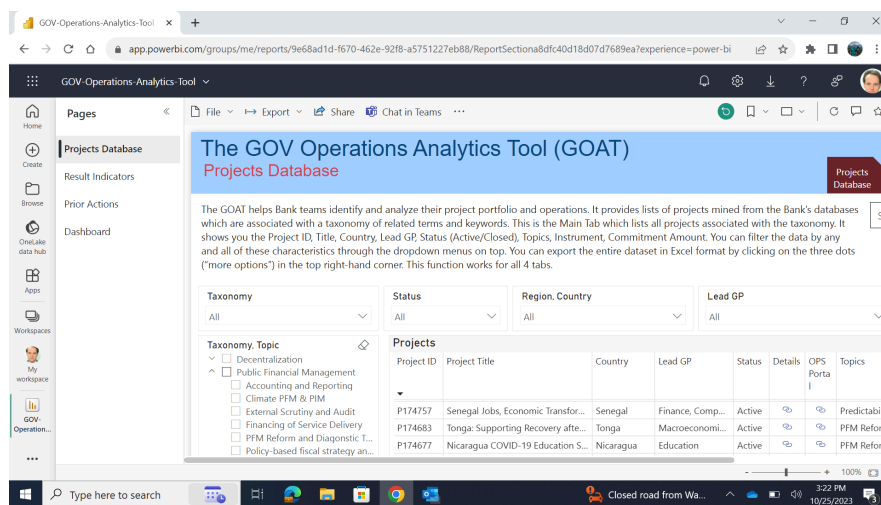 GOV-Operations-Analytics-Tool
app.powerbi.com/groups/me/reports/9e68ad1d-f670-462e-92f8-a5751227eb88/ReportSectiona8dfc40d18d07d7689ea?experience=power-bi
GOV-Operations-Analytics-Tool
Home
Create
Browse
OneLake
data hub
Apps
Workspaces
My
workspace
GOV-
Operation...
Pages
Projects Database
Result Indicators
Prior Actions
Dashboard
File
Export
Share
Chat in Teams
The GOV Operations Analytics Tool (GOAT)
Projects Database
Projects
Database
The GOAT helps Bank teams identify and analyze their project portfolio and operations. It provides lists of projects mined from the Bank's databases
which are associated with a taxonomy of related terms and keywords. This is the Main Tab which lists all projects associated with the taxonomy. It
shows you the Project ID, Title, Country, Lead GP, Status (Active/Closed), Topics, Instrument, Commitment Amount. You can filter the data by any
and all of these characteristics through the dropdown menus on top. You can export the entire dataset in Excel format by clicking on the three dots
("more options") in the top right-hand corner. This function works for all 4 tabs.
Taxonomy
All
Status
All
Region, Country
All
Lead GP
All
Taxonomy, Topic
Decentralization
Public Financial Management
Accounting and Reporting
Climate PFM & PIM
External Scrutiny and Audit
Financing of Service Delivery
PFM Reform and Diagonstic T...
Policy-based fiscal strategy an...
Projects
Project ID Project Title Country Lead GP Status Details OPS Topics
Porta
l
P174757 Senegal Jobs, Economic Transfor... Senegal Finance, Comp... Active Predictabi
P174683 Tonga: Supporting Recovery afte... Tonga Macroeconomi... Active PFM Refor
P174677 Nicaragua COVID-19 Education S... Nicaragua Education Active PFM Refor
100%
Type here to search
Closed road from Wa...
3:22 PM
10/25/2023
3